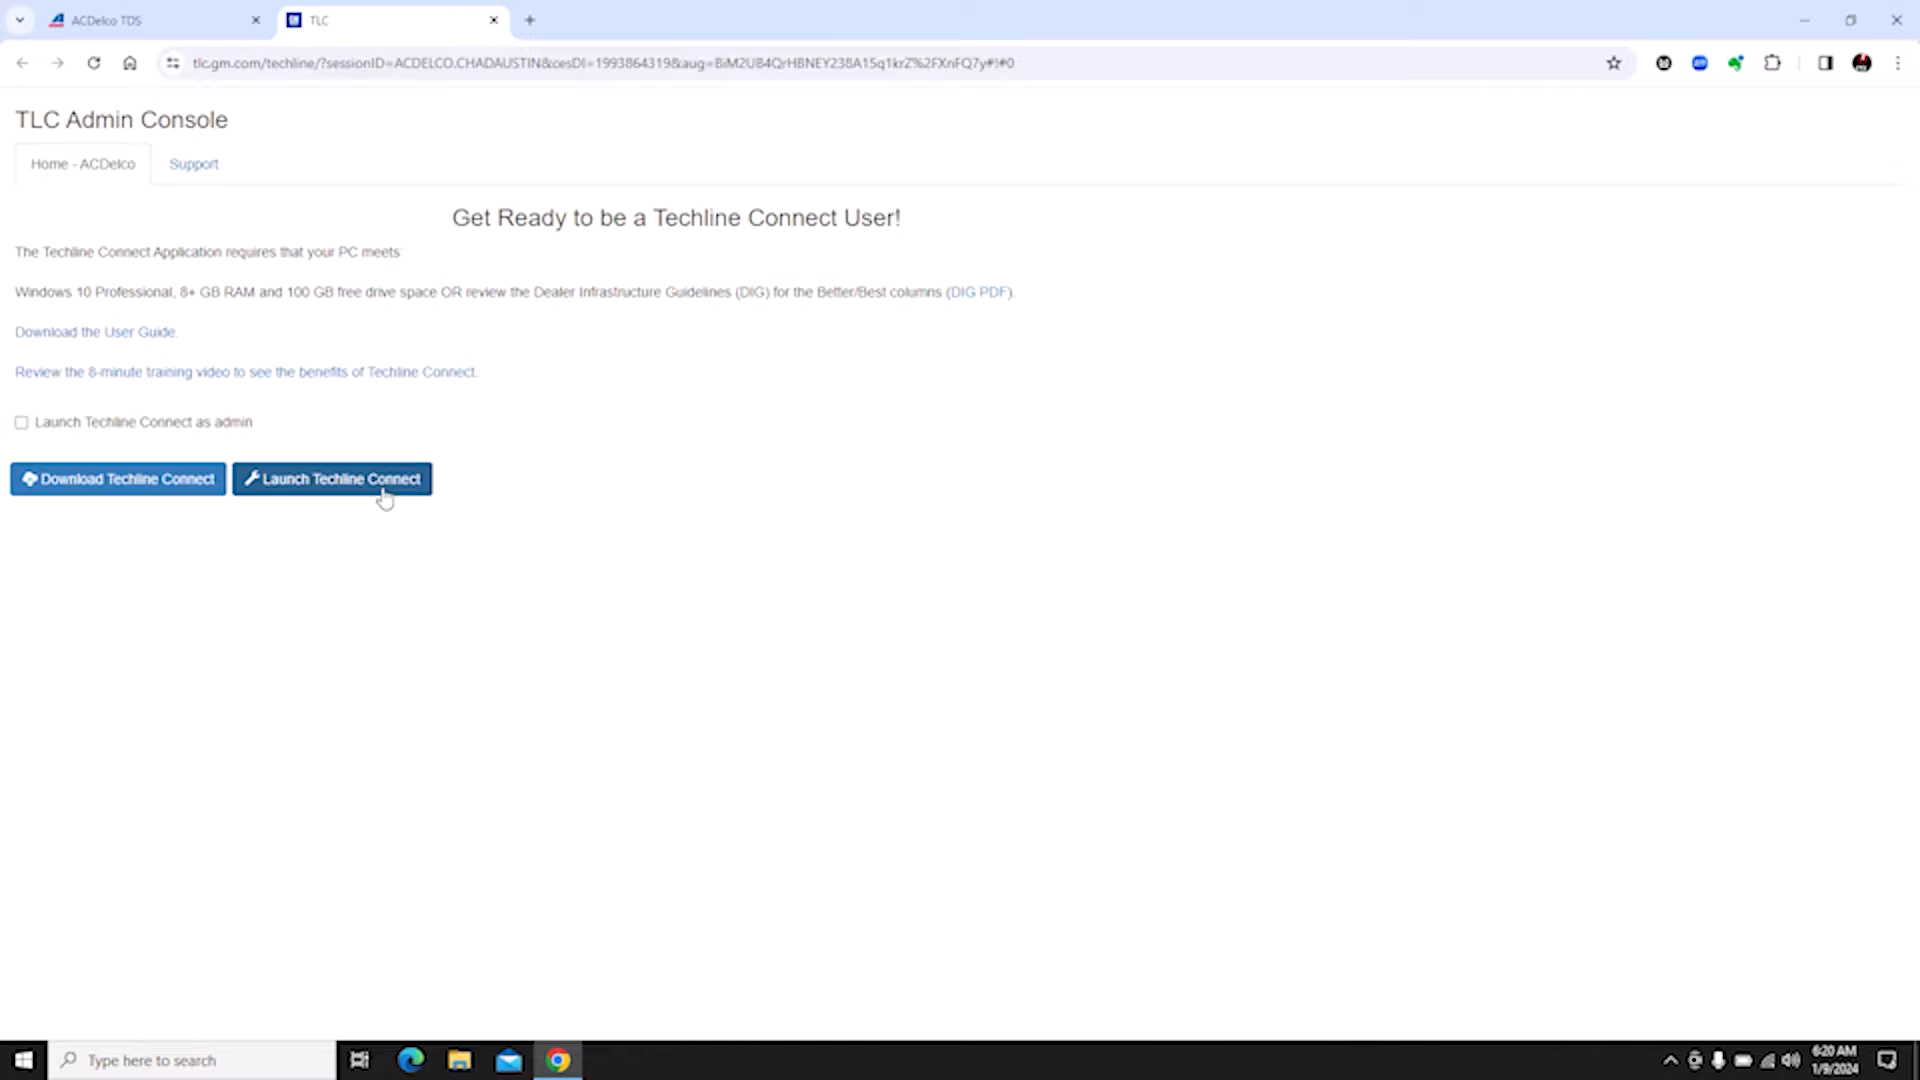 ACDelco TDS
TLC
tlc.gm.com/techline/?sessionID=ACDELCO.CHADAUSTIN&cesDI=1993864319&aug=BiM2UB4QrHBNEY238A15q1krZ%2FXnFQ7y#!#0
TLC Admin Console
Home - ACDelco
Support
Get Ready to be a Techline Connect User!
The Techline Connect Application requires that your PC meets
Windows 10 Professional, 8+ GB RAM and 100 GB free drive space OR review the Dealer Infrastructure Guidelines (DIG) for the Better/Best columns (DIG PDF).
Download the User Guide.
Review the 8-minute training video to see the benefits of Techline Connect.
Launch Techline Connect as admin
Download Techline Connect
Launch Techline Connect
Type here to search
6:20 AM
1/9/2024